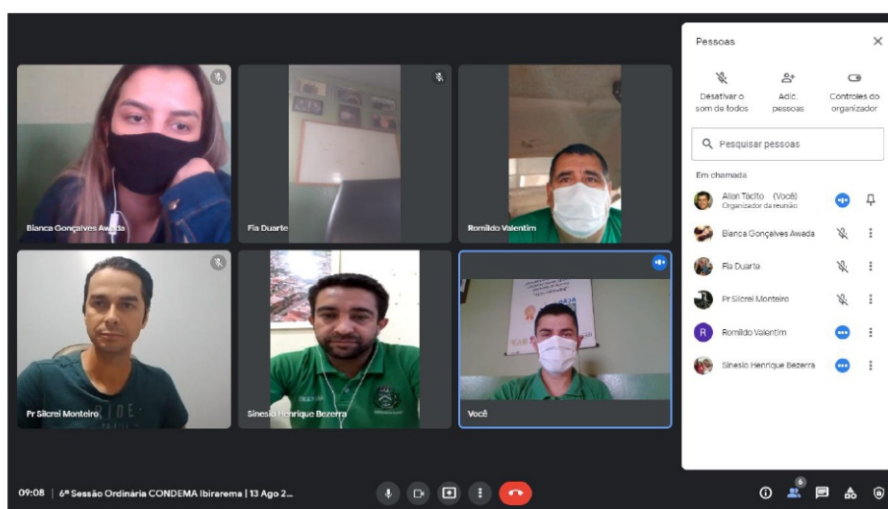 Bianca Gonçalves Awada
Fia Duarte
Romildo Valentim
Pr Silcrei Monteiro
Sinesio Henrique Bezerra
Você
09:08 | 6ª Sessão Ordinária CONDEMA Ibirarema | 13 Ago 2...
Pessoas
Desativar o
som de todos
Adic.
pessoas
Controles do
organizador
Pesquisar pessoas
Em chamada
Allan Tácito (Você)
Organizador da reunião
Bianca Gonçalves Awada
Fia Duarte
Pr Silcrei Monteiro
R
Romildo Valentim
Sinesio Henrique Bezerra
6